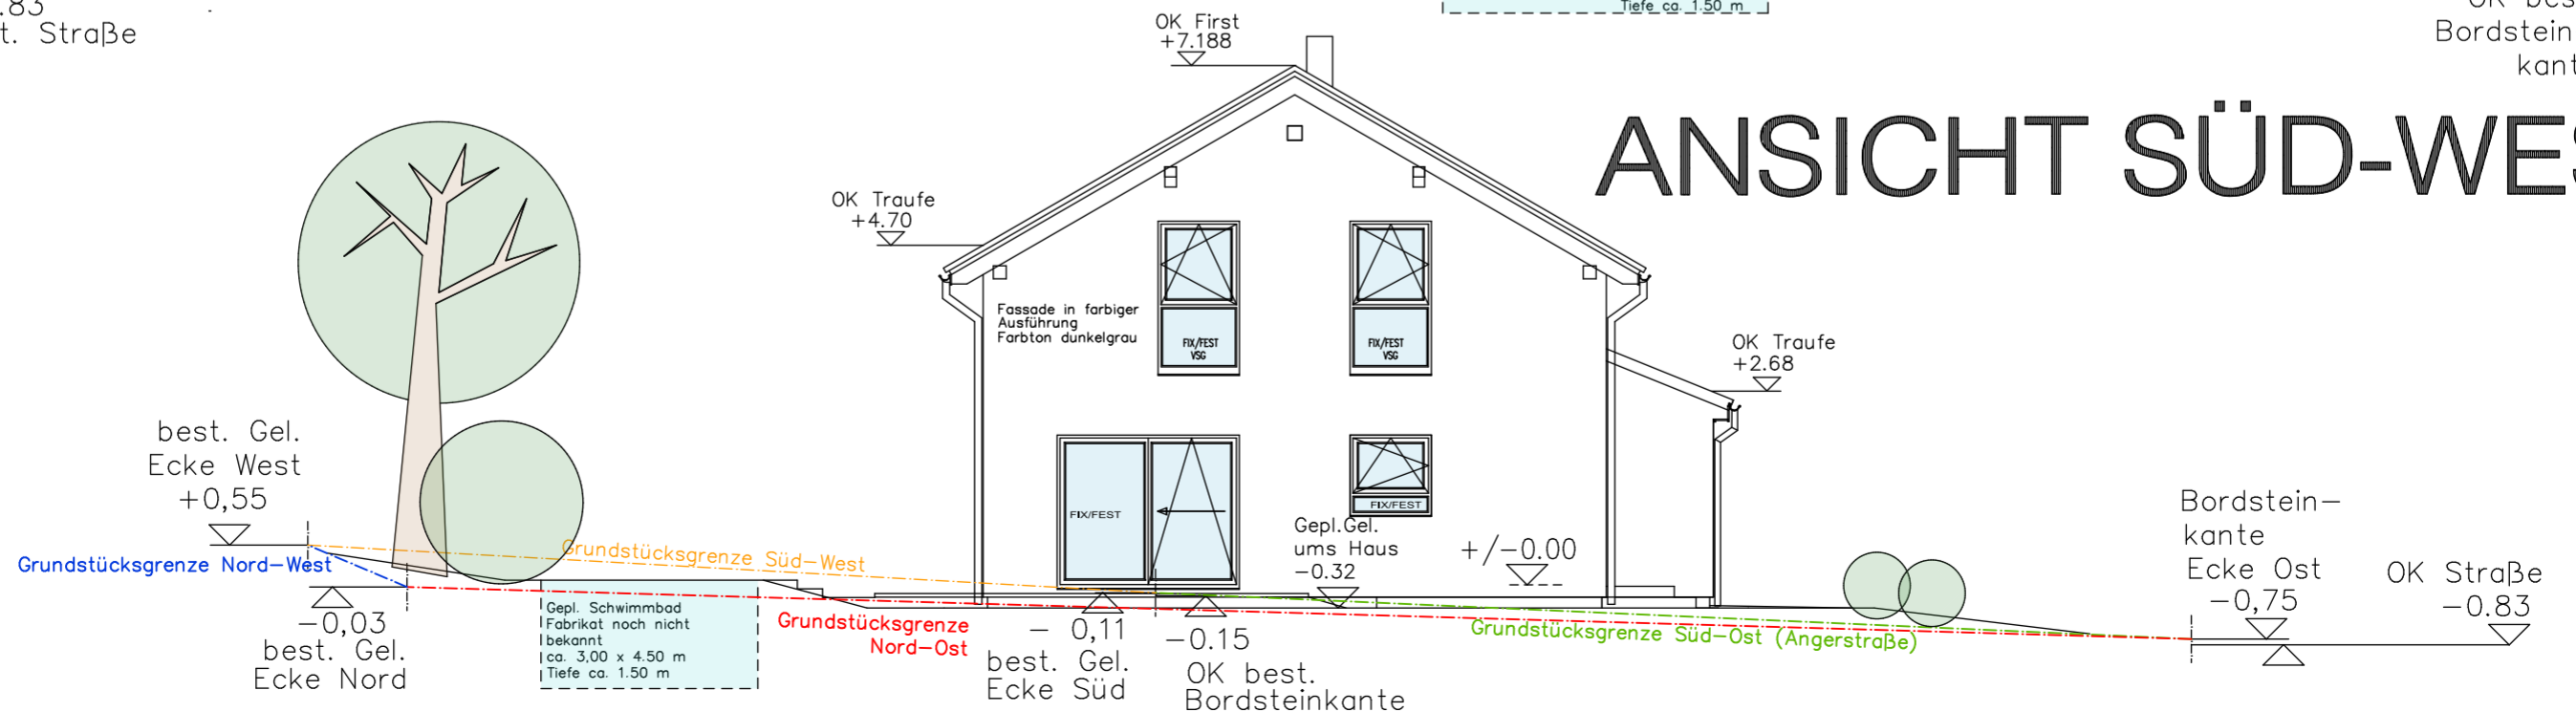 .83
t. Straße
OK First
+7.188
Tiefe ca. 1.50 m
Bordstein
kant
ANSICHT SÜD-WES
OK Traufe
+4.70
Fassade in farbiger
Ausführung
Farbton dunkelgrau
FIX/FEST
VSG
FIX/FEST
VSG
OK Traufe
+2.68
best. Gel.
Ecke West
+0,55
Grundstücksgrenze Nord-West
Grundstücksgrenze Süd-West
-0,03
best. Gel.
Ecke Nord
Gepl. Schwimmbad
Fabrikat noch nicht
bekannt
ca. 3,00 x 4.50 m
Tiefe ca. 1.50 m
Grundstücksgrenze
Nord-Ost
FIX/FEST
FIX/FEST
Gepl.Gel.
ums Haus
-0.32
+/-0.00
- 0,11
best. Gel.
Ecke Süd
-0.15
OK best.
Bordsteinkante
Grundstücksgrenze Süd-Ost (Angerstraße)
Bordstein-
kante
Ecke Ost
-0,75
OK Straße
-0.83